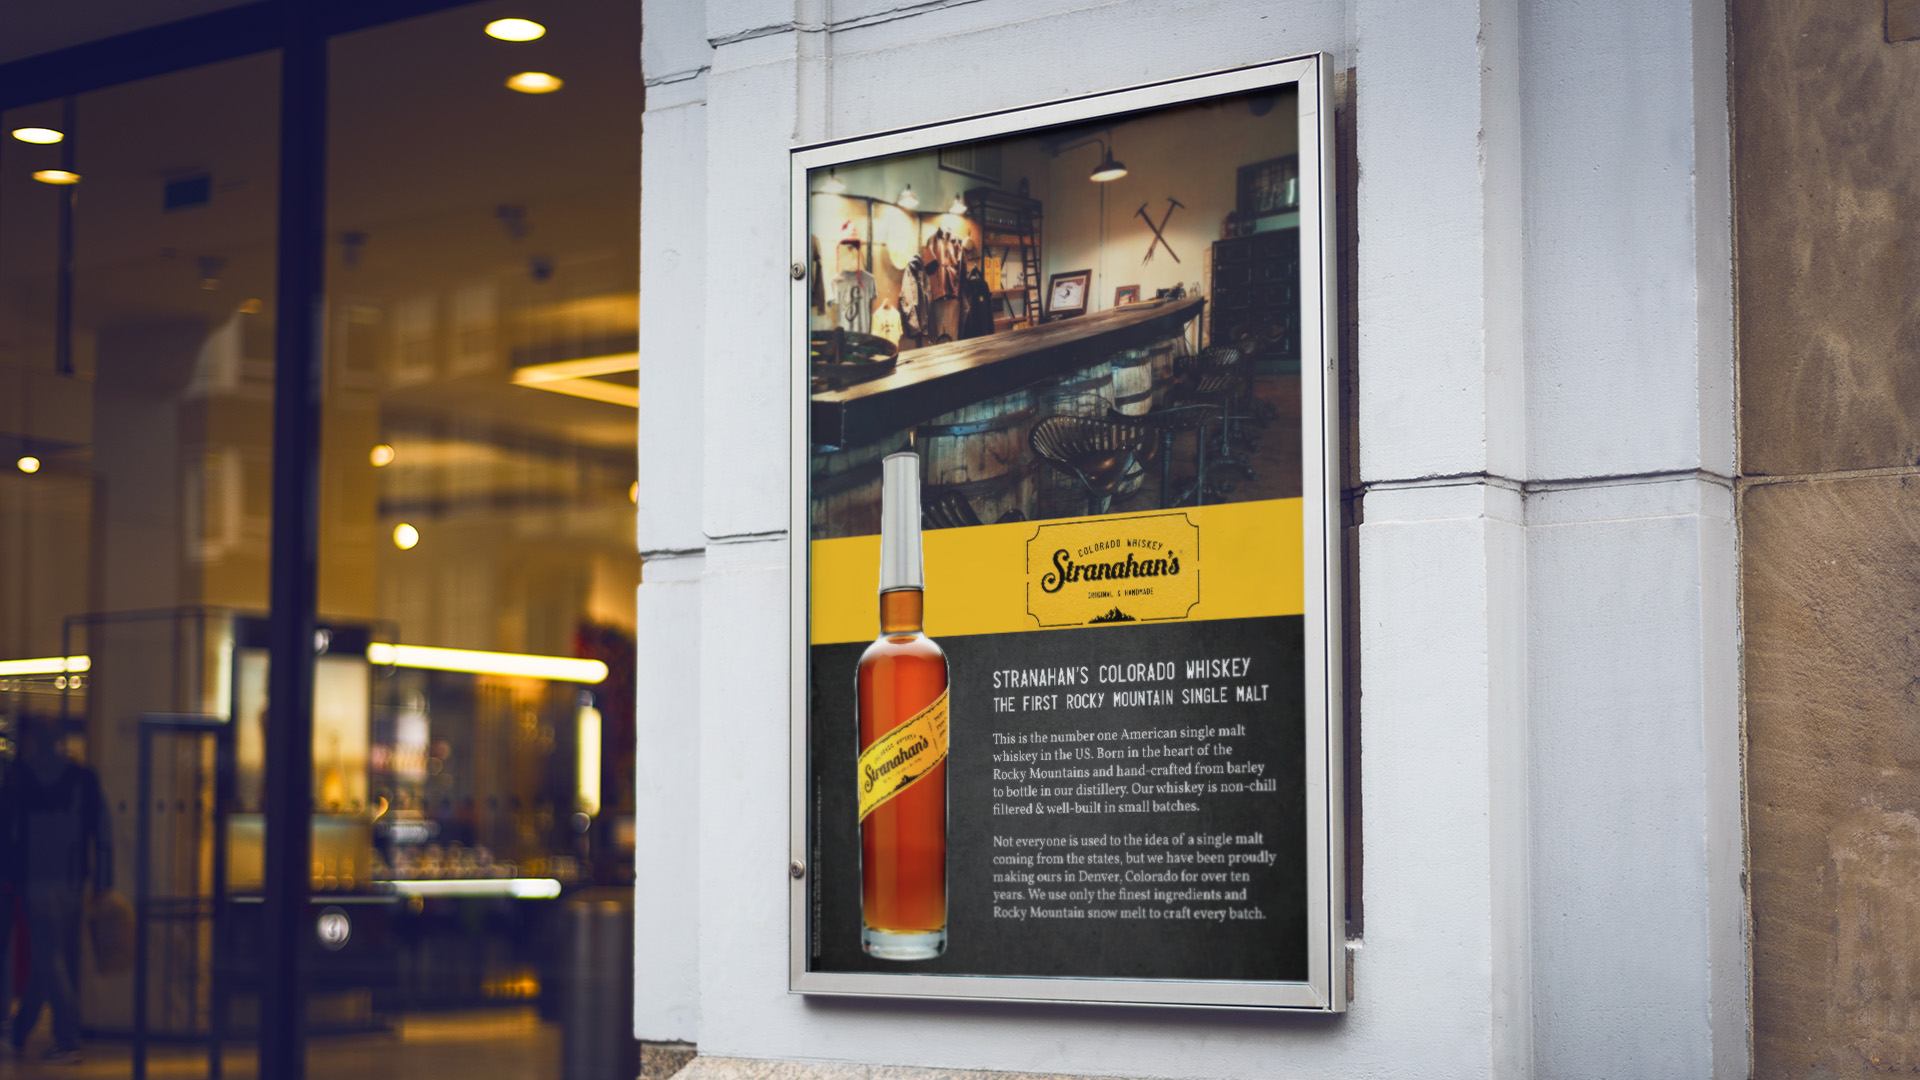 COLORADO WHISKEY
Stranahan's
ORIGINAL & HANDMADE
STRANAHAN'S COLORADO WHISKEY
THE FIRST ROCKY MOUNTAIN SINGLE MALT
This is the number one American single malt
whiskey in the US. Born in the heart of the
Rocky Mountains and hand-crafted from barley
to bottle in our distillery. Our whiskey is non-chill
filtered & well-built in small batches.
Not everyone is used to the idea of a single malt
coming from the states, but we have been proudly
making ours in Denver, Colorado for over ten
years. We use only the finest ingredients and
Rocky Mountain snow melt to craft every batch.
COLORADO WHISKEY
Stranahan's